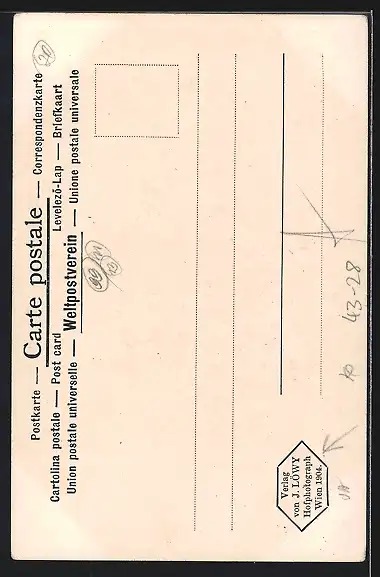 Postkarte — Carte postale — Correspondenzkarte
Cartolina postale — Post card Levelező-Lap — Briefkaart
Union postale universelle — Weltpostverein — Unione postale universale
Verlag
von J. LÖWY
Hofphotograph
Wien 1904.
43-28